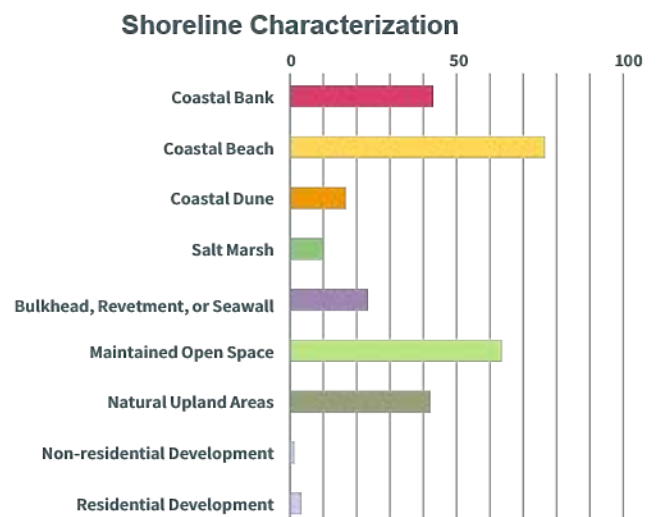 Shoreline Characterization
0 50 100
Coastal Bank
Coastal Beach
Coastal Dune
Salt Marsh
Bulkhead, Revetment, or Seawall
Maintained Open Space
Natural Upland Areas
Non-residential Development
Residential Development